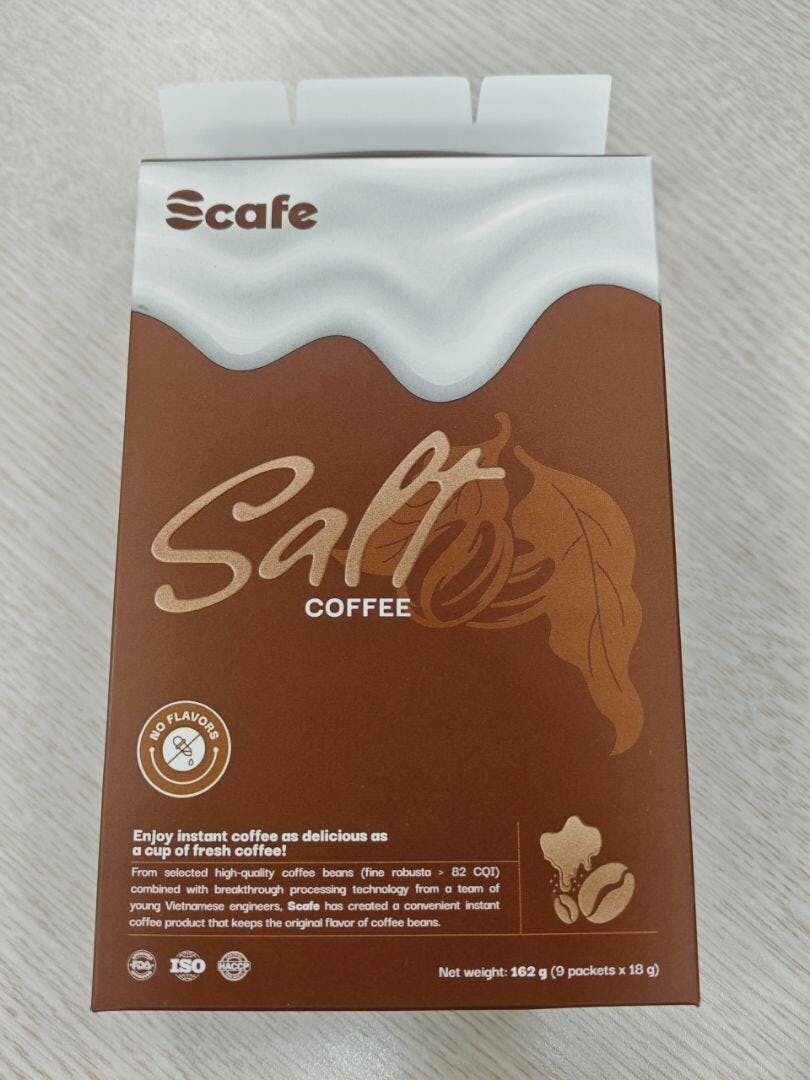 Scafe
Salt
COFFEE
NO FLAVORS
Enjoy instant coffee as delicious as
a cup of fresh coffee!
From selected high-quality coffee beans (fine robusta > 82 CQI)
combined with breakthrough processing technology from a team of
young Vietnamese engineers, Scafe has created a convenient instant
coffee product that keeps the original flavor of coffee beans.
FDA ISO HACCP
Net weight: 162 g (9 packets x 18 g)